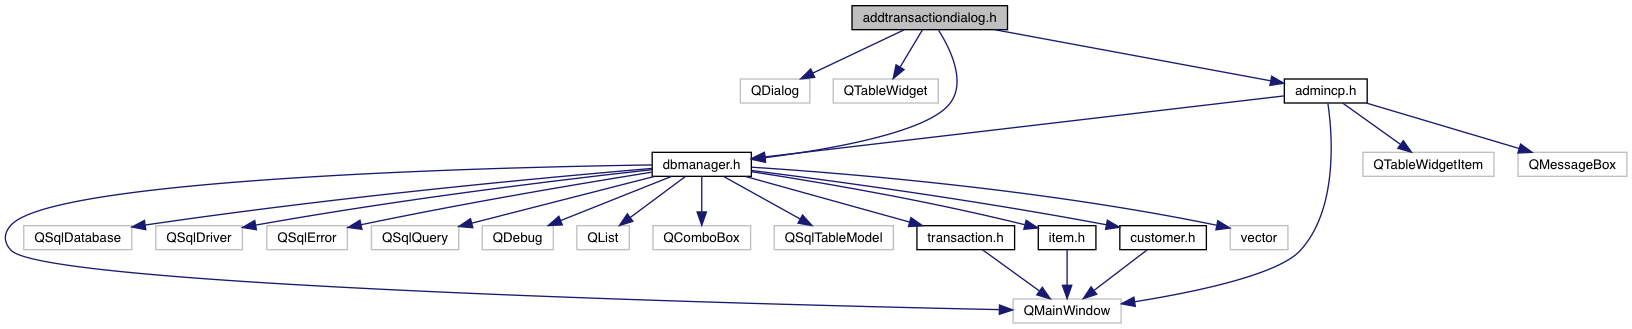 addtransactiondialog.h
QDialog
QTableWidget
admincp.h
dbmanager.h
QTableWidgetItem
QMessageBox
QSqlDatabase
QSqlDriver
QSqlError
QSqlQuery
QDebug
QList
QComboBox
QSqlTableModel
transaction.h
item.h
customer.h
vector
QMainWindow